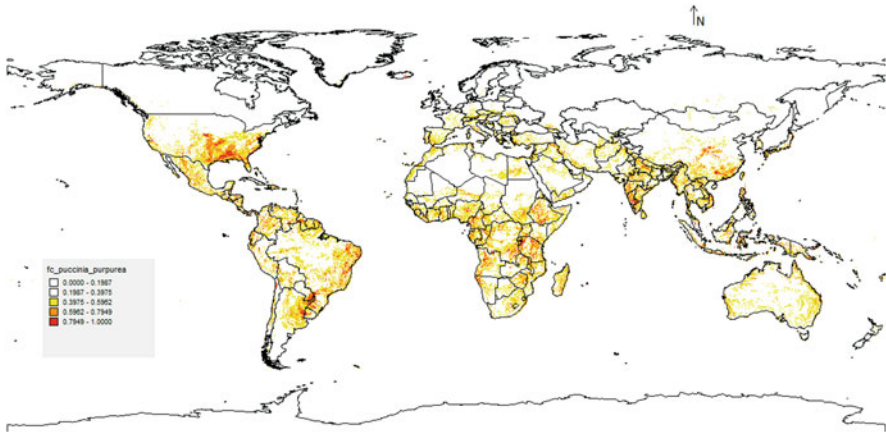 N
fc_puccinia_purpurea
0.0000 - 0.1987
0.1987 - 0.3975
0.3975 - 0.5962
0.5962 - 0.7949
0.7949 - 1.0000